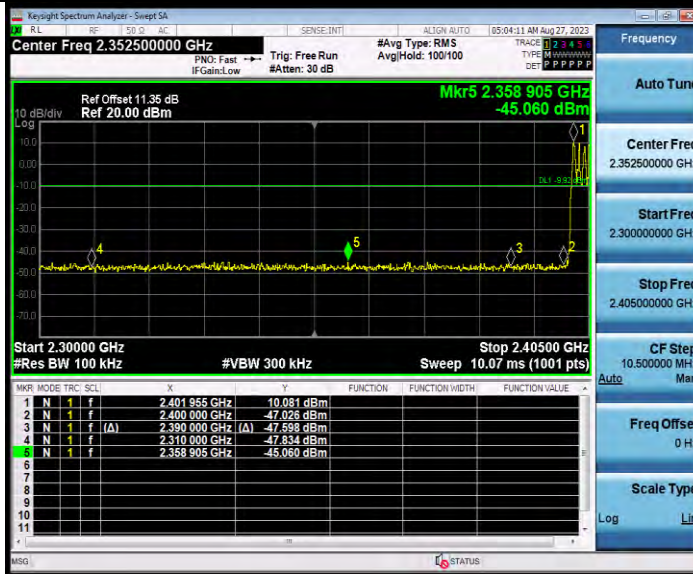 Keysight Spectrum Analyzer - Swept SA
RL RF 50 Ω AC SENSE:INT ALIGN AUTO 05:04:11 AM Aug 27, 2023
Center Freq 2.352500000 GHz
#Avg Type: RMS
TRACE 1 2 3 4 5 6
PNO: Fast Trig: Free Run Avg|Hold: 100/100
TYPE M WWWWW
IFGain:Low #Atten: 30 dB
DET P P P P P P
Frequency
Auto Tune
Mkr5 2.358 905 GHz
-45.060 dBm
Ref Offset 11.35 dB
10 dB/div Ref 20.00 dBm
Log
10.0
0.00
-10.0
-20.0
-30.0
-40.0
-50.0
-60.0
-70.0
1
4
5
3
2
Center Freq
2.352500000 GHz
Start Freq
2.300000000 GHz
Stop Freq
2.405000000 GHz
Start 2.30000 GHz
Stop 2.40500 GHz
#Res BW 100 kHz #VBW 300 kHz Sweep 10.07 ms (1001 pts)
CF Step
10.500000 MH
Auto Man
MKR MODE TRC SCL X Y FUNCTION FUNCTION WIDTH FUNCTION VALUE
1 N 1 f 2.401 955 GHz 10.081 dBm
2 N 1 f 2.400 000 GHz -47.026 dBm
3 N 1 f (Δ) 2.390 000 GHz (Δ) -47.598 dBm
4 N 1 f 2.310 000 GHz -47.834 dBm
5 N 1 f 2.358 905 GHz -45.060 dBm
6
7
8
9
10
11
Freq Offset
0 H
Scale Type
Log Lin
MSG STATUS